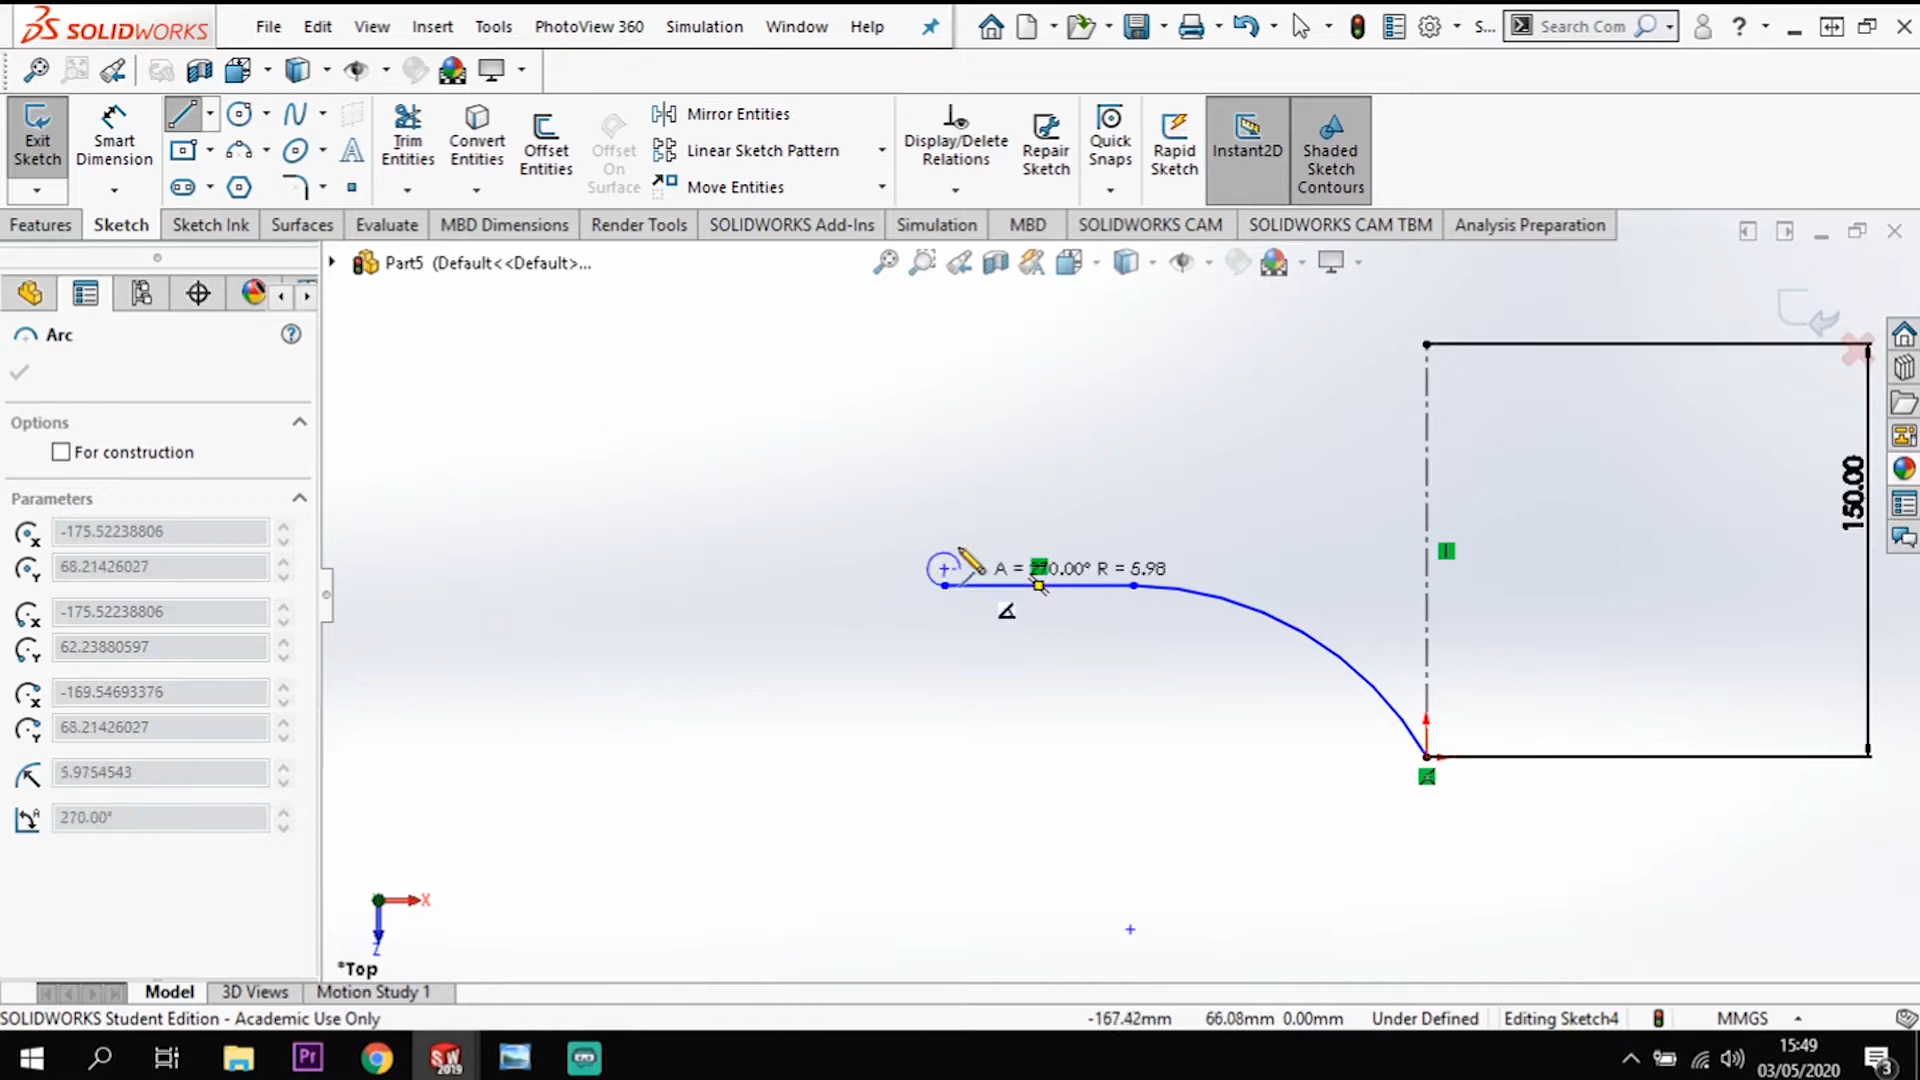 SOLIDWORKS File Edit View Insert Tools PhotoView 360 Simulation Window Help S... Search Com ?
Exit Sketch
Smart Dimension
Trim Entities
Convert Entities
Offset Entities
Offset On Surface
Mirror Entities
Linear Sketch Pattern
Move Entities
Display/Delete Relations
Repair Sketch
Quick Snaps
Rapid Sketch
Instant2D
Shaded Sketch Contours
Features Sketch Sketch Ink Surfaces Evaluate MBD Dimensions Render Tools SOLIDWORKS Add-Ins Simulation MBD SOLIDWORKS CAM SOLIDWORKS CAM TBM Analysis Preparation
Part5 (Default<<Default>...
Arc
Options
For construction
Parameters
-175.52238806
68.21426027
-175.52238806
62.23880597
-169.54693376
68.21426027
5.9754543
270.00°
A = 270.00° R = 5.98
150.00
X
Z
*Top
Model 3D Views Motion Study 1
SOLIDWORKS Student Edition - Academic Use Only -167.42mm 66.08mm 0.00mm Under Defined Editing Sketch4 MMGS
Pr
SW 2019
15:49
03/05/2020
3